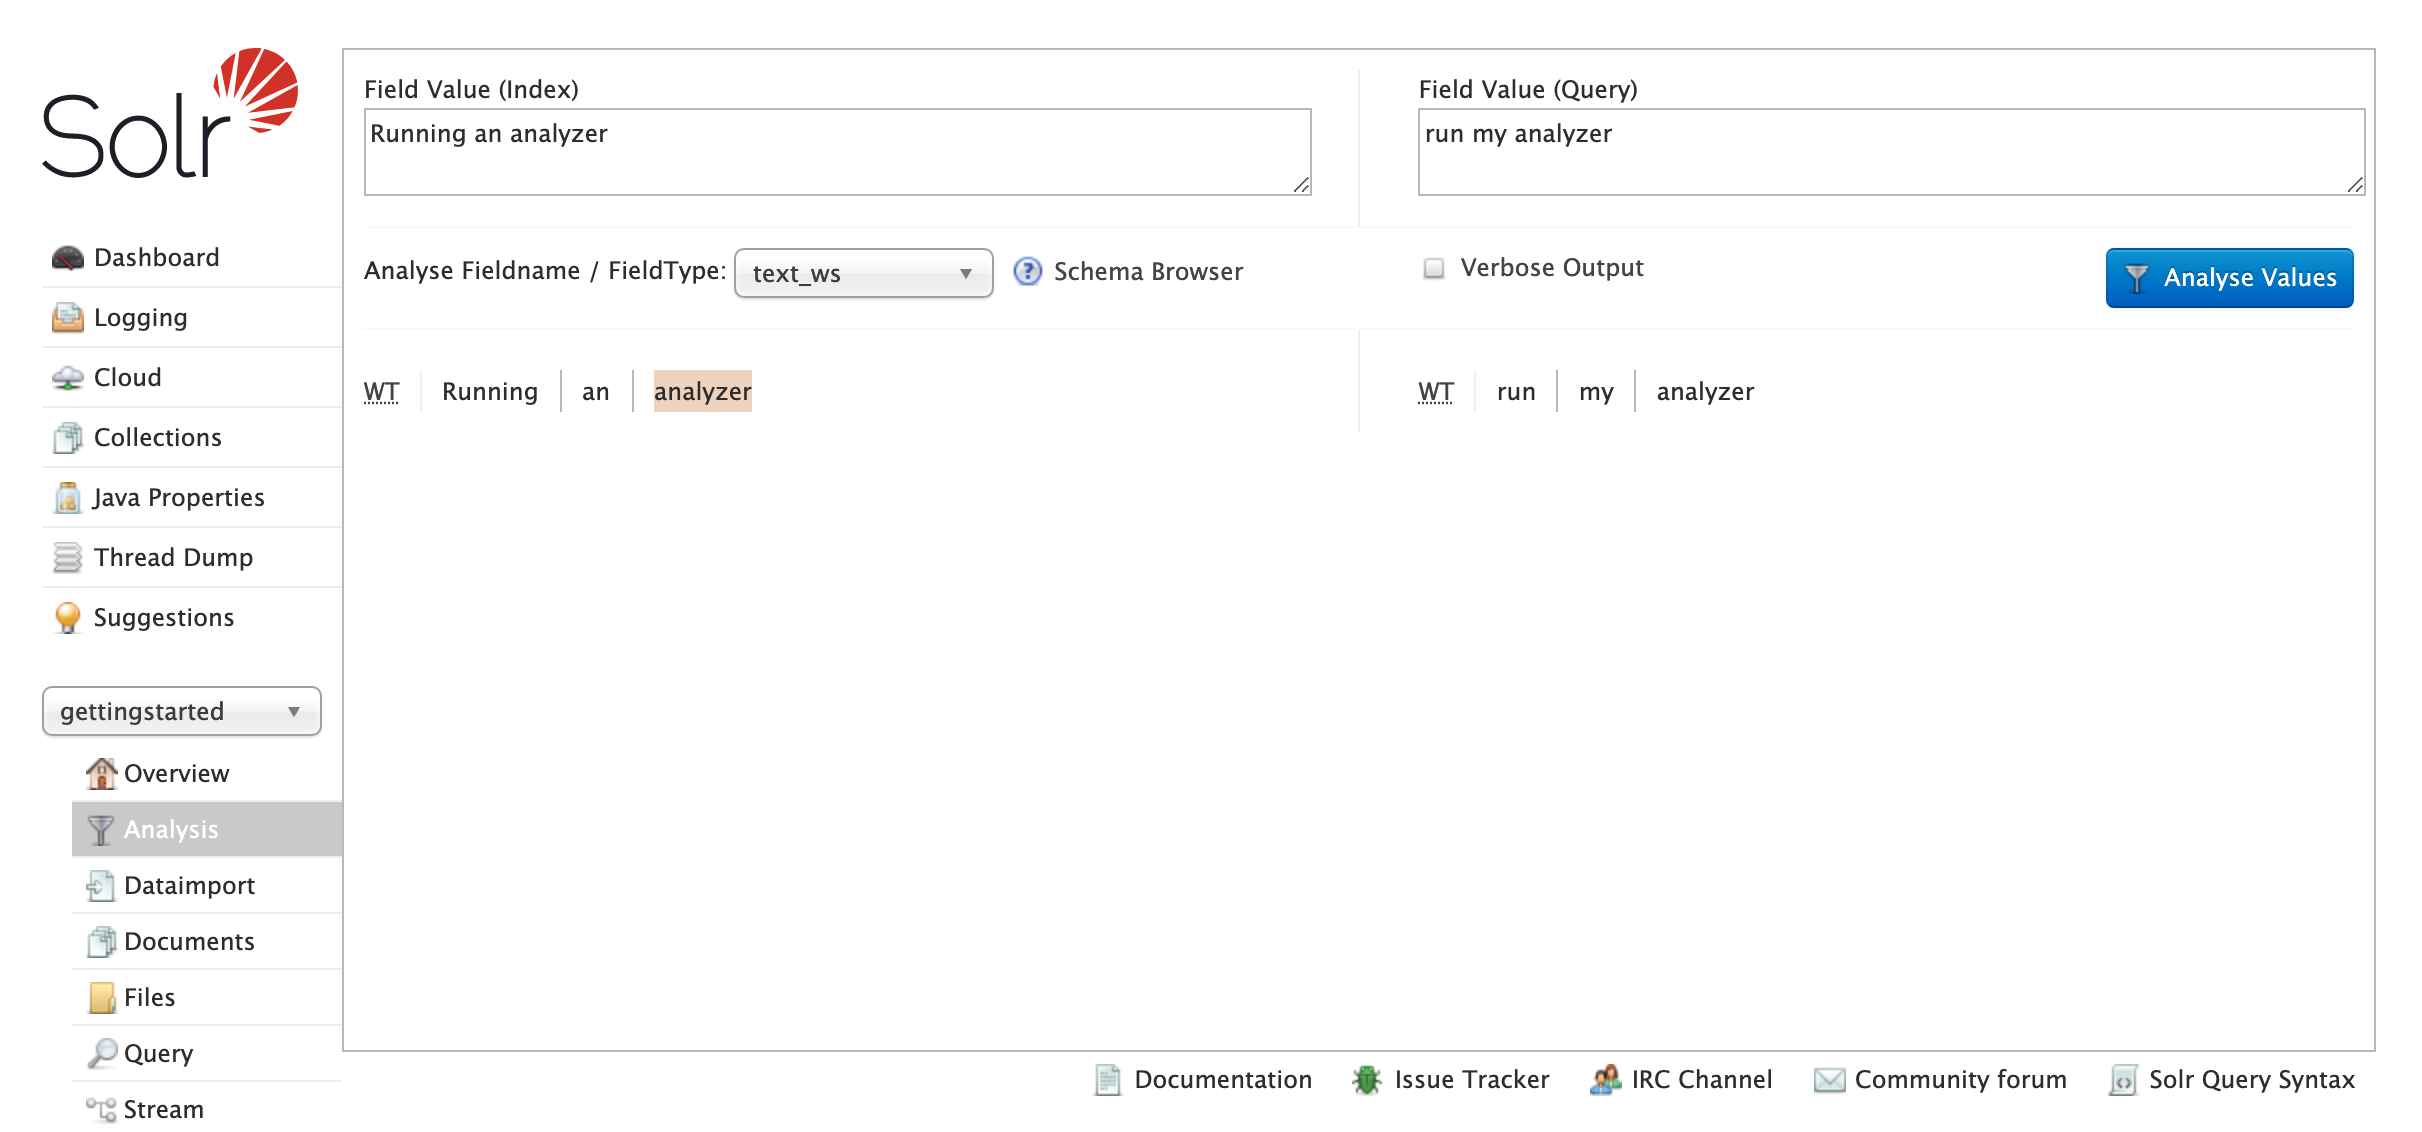 Solr
Dashboard
Logging
Cloud
Collections
Java Properties
Thread Dump
Suggestions
gettingstarted
Overview
Analysis
Dataimport
Documents
Files
Query
Stream
Field Value (Index)
Running an analyzer
Field Value (Query)
run my analyzer
Analyse Fieldname / FieldType: text_ws Schema Browser
Verbose Output
Analyse Values
WT Running an analyzer
WT run my analyzer
Documentation Issue Tracker IRC Channel Community forum Solr Query Syntax